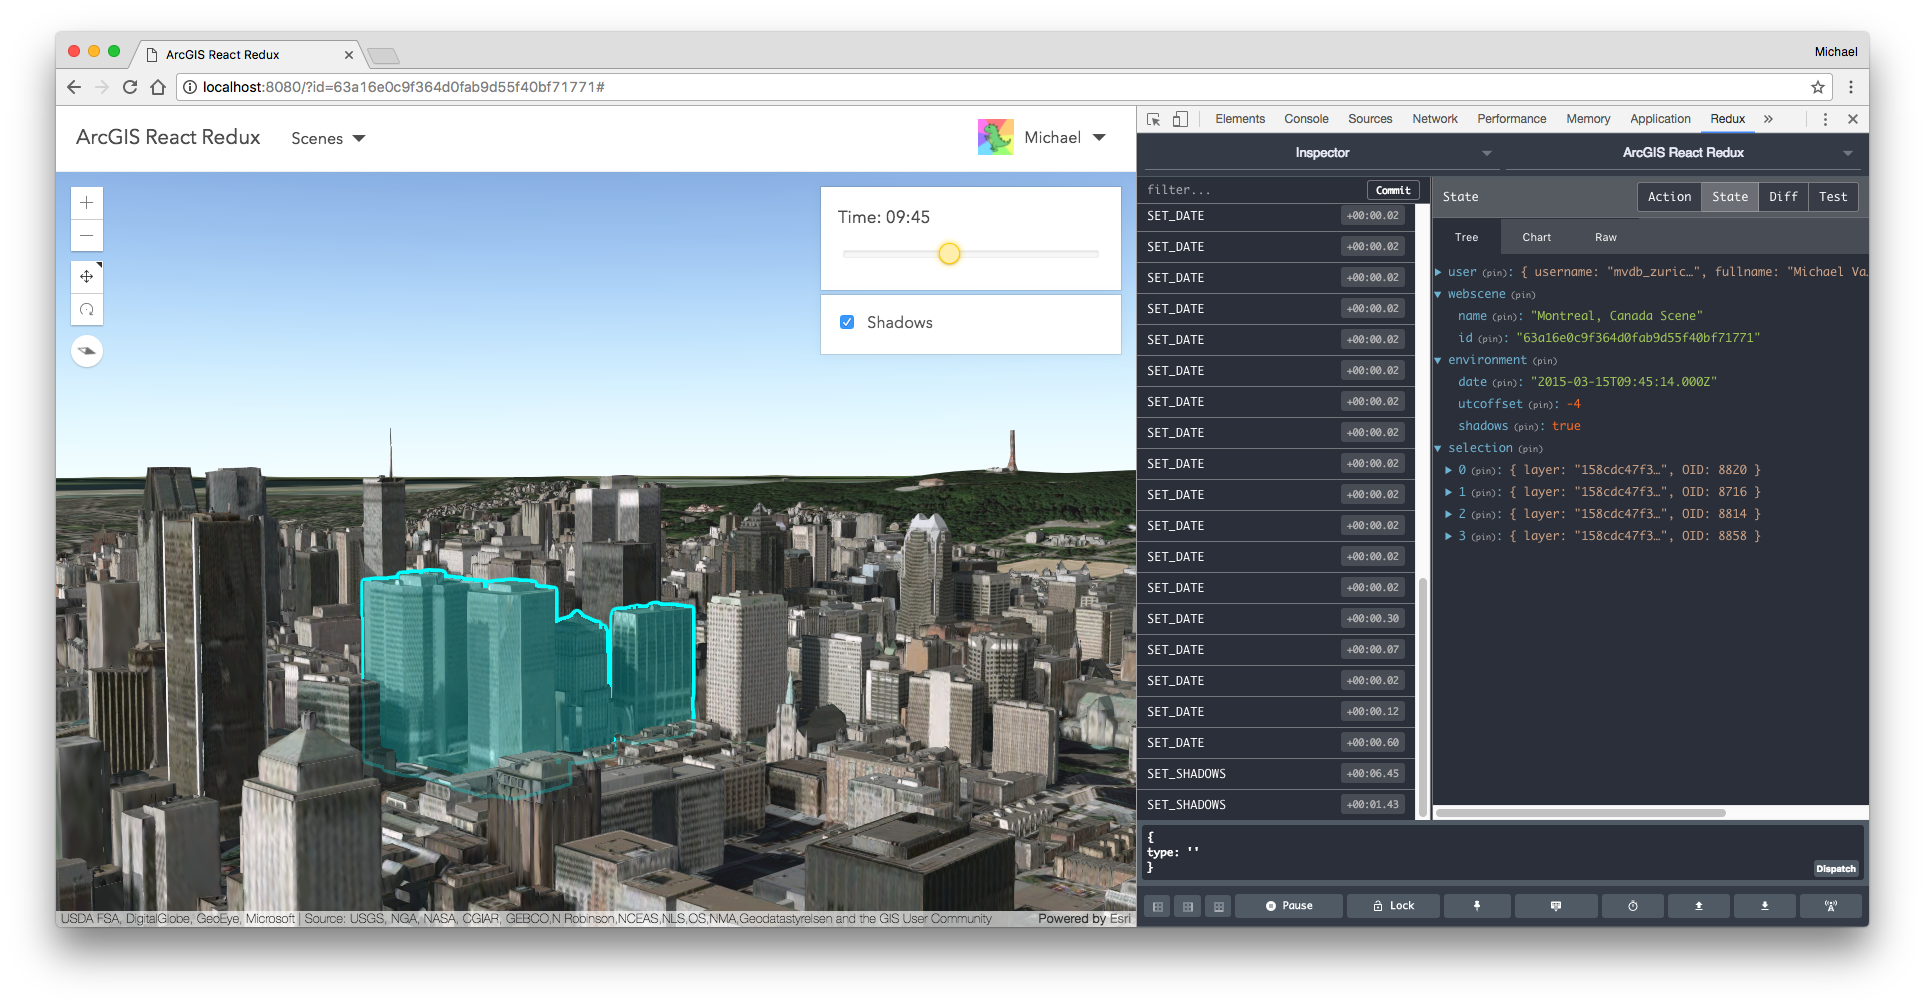 ArcGIS React Redux
Michael
localhost:8080/?id=63a16e0c9f364d0fab9d55f40bf71771#
ArcGIS React Redux
Scenes
Michael
Time: 09:45
Shadows
USDA FSA, DigitalGlobe, GeoEye, Microsoft | Source: USGS, NGA, NASA, CGIAR, GEBCO,N Robinson,NCEAS,NLS,OS,NMA,Geodatastyrelsen and the GIS User Community
Powered by Esri
Elements Console Sources Network Performance Memory Application Redux »
Inspector
ArcGIS React Redux
filter...
Commit
SET_DATE +00:00.02
SET_DATE +00:00.02
SET_DATE +00:00.02
SET_DATE +00:00.02
SET_DATE +00:00.02
SET_DATE +00:00.02
SET_DATE +00:00.02
SET_DATE +00:00.02
SET_DATE +00:00.02
SET_DATE +00:00.02
SET_DATE +00:00.02
SET_DATE +00:00.02
SET_DATE +00:00.02
SET_DATE +00:00.30
SET_DATE +00:00.07
SET_DATE +00:00.02
SET_DATE +00:00.12
SET_DATE +00:00.60
SET_SHADOWS +00:06.45
SET_SHADOWS +00:01.43
State
Action State Diff Test
Tree Chart Raw
user (pin): { username: "mvdb_zuric…", fullname: "Michael Va…
webscene (pin)
name (pin): "Montreal, Canada Scene"
id (pin): "63a16e0c9f364d0fab9d55f40bf71771"
environment (pin)
date (pin): "2015-03-15T09:45:14.000Z"
utcoffset (pin): -4
shadows (pin): true
selection (pin)
0 (pin): { layer: "158cdc47f3…", OID: 8820 }
1 (pin): { layer: "158cdc47f3…", OID: 8716 }
2 (pin): { layer: "158cdc47f3…", OID: 8814 }
3 (pin): { layer: "158cdc47f3…", OID: 8858 }
{
type: ''
}
Dispatch
Pause
Lock